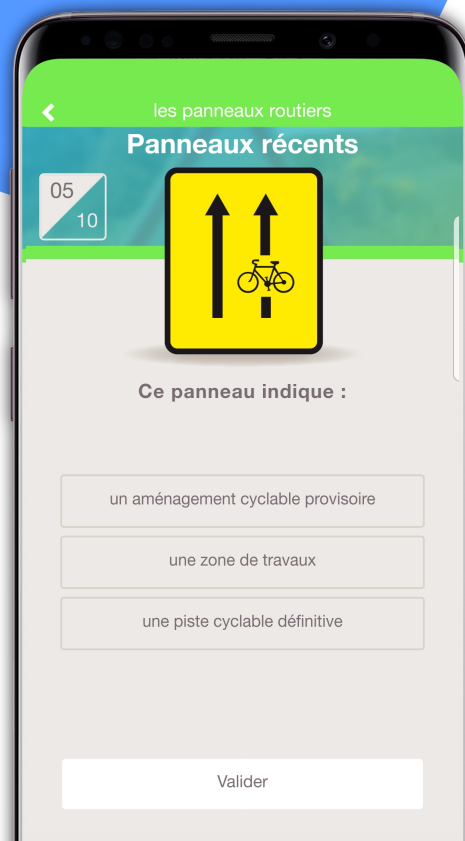 les panneaux routiers
Panneaux récents
05
10
Ce panneau indique :
un aménagement cyclable provisoire
une zone de travaux
une piste cyclable définitive
Valider